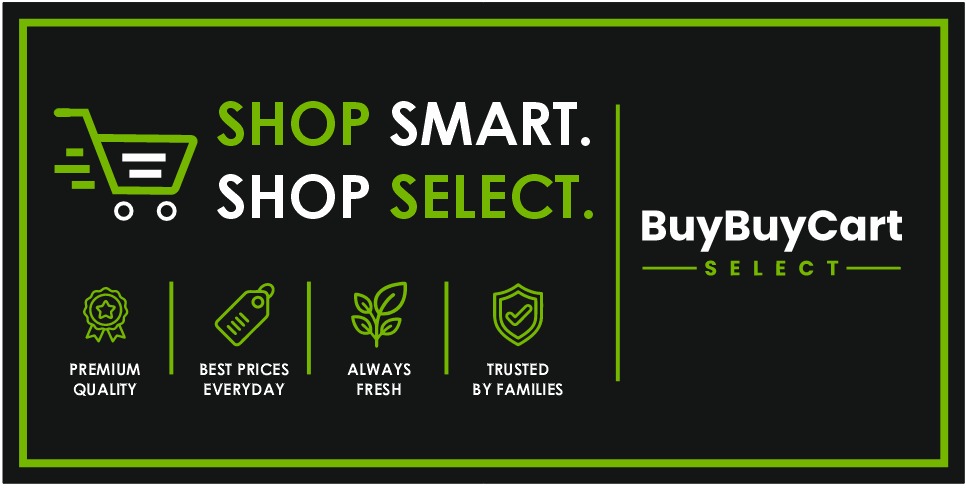 SHOP SMART.
SHOP SELECT.
PREMIUM
QUALITY
BEST PRICES
EVERYDAY
ALWAYS
FRESH
TRUSTED
BY FAMILIES
BuyBuyCart
SELECT